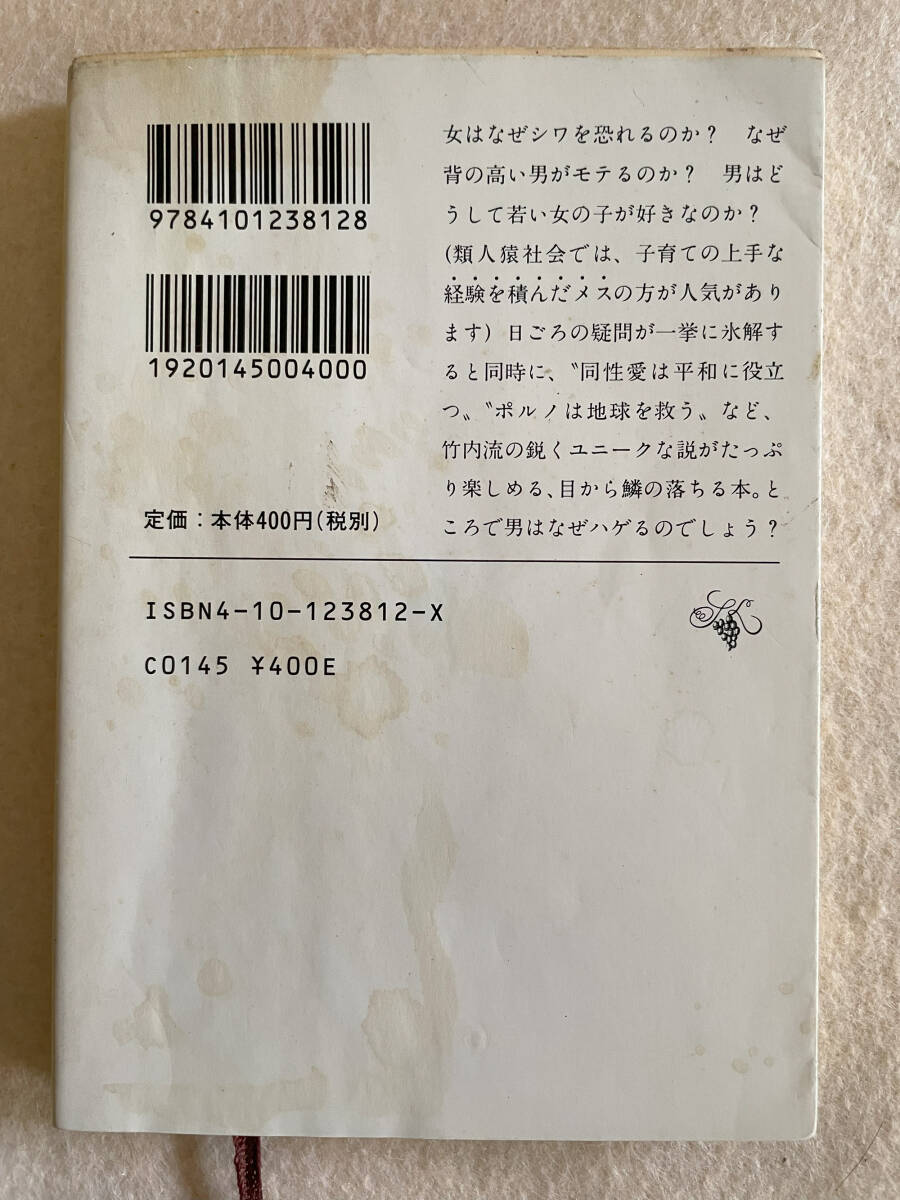 9784101238128
1920145004000
定価：本体400円(税別)
女はなぜシワを恐れるのか？　なぜ
背の高い男がモテるのか？　男はど
うして若い女の子が好きなのか？
(類人猿社会では、子育ての上手な
経験を積んだメスの方が人気があり
ます) 日ごろの疑問が一挙に氷解す
ると同時に、〝同性愛は平和に役立
つ〟〝ポルノは地球を救う〟など、
竹内流の鋭くユニークな説がたっぷ
り楽しめる、目から鱗の落ちる本。と
ころで男はなぜハゲるのでしょう？
ISBN4-10-123812-X
C0145 ¥400E
SK